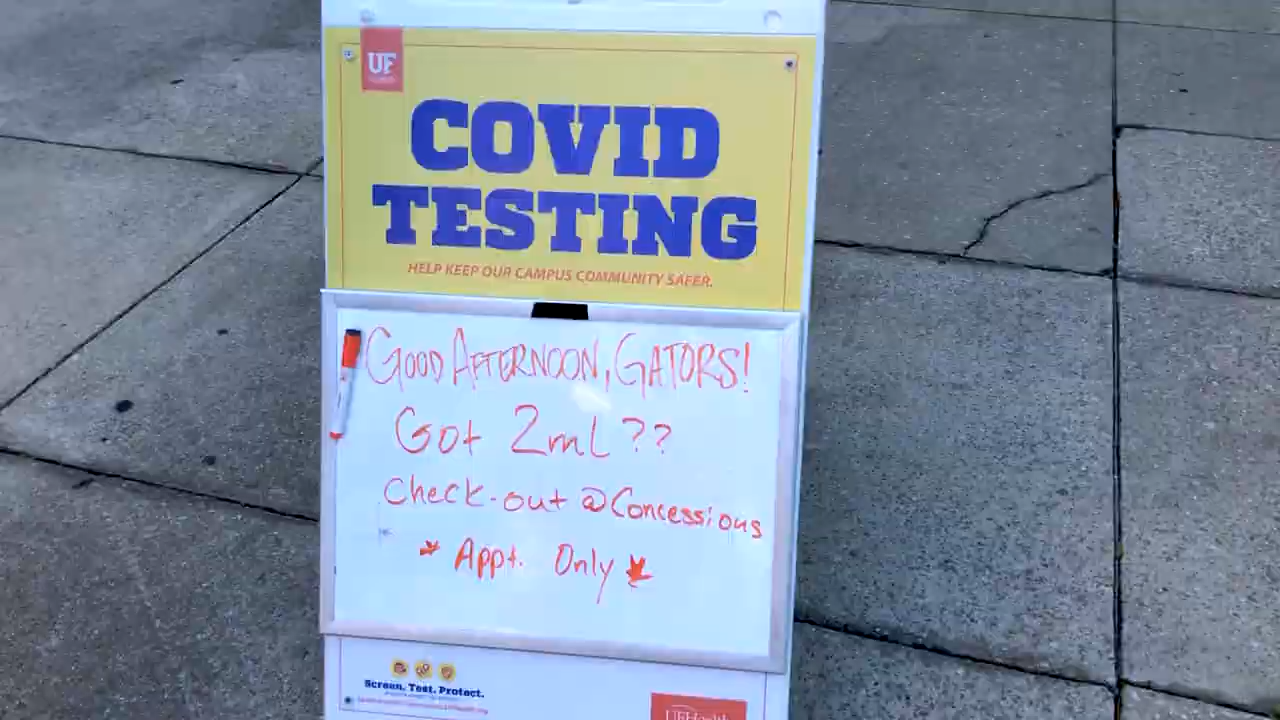 UF
COVID
TESTING
HELP KEEP OUR CAMPUS COMMUNITY SAFER.
GOOD AFTERNOON, GATORS!
Got 2ml ??
Check-out @Concessions
* Appt. Only *
Screen. Test. Protect.
UFHealth